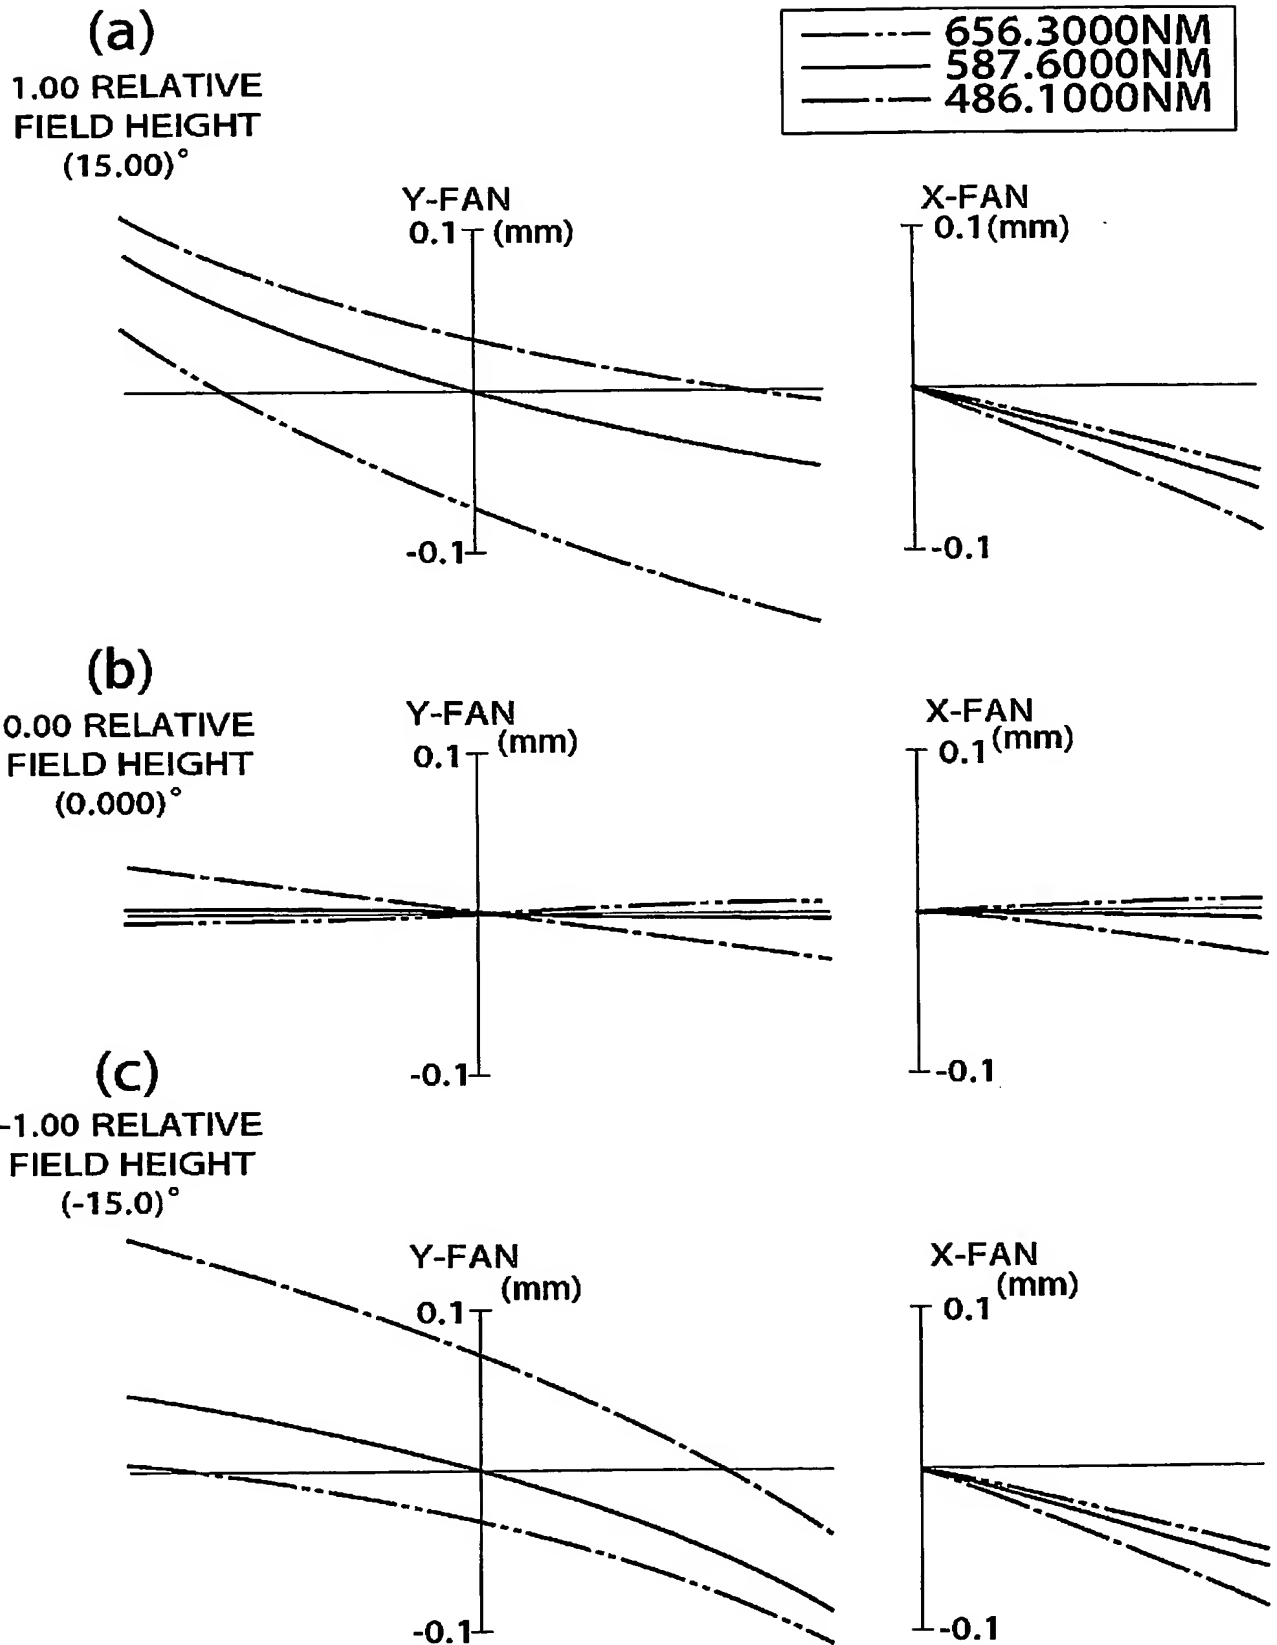 (a)
1.00 RELATIVE
FIELD HEIGHT
(15.00)°
656.3000NM
587.6000NM
486.1000NM
Y-FAN
0.1 (mm)
-0.1
X-FAN
0.1(mm)
-0.1
(b)
0.00 RELATIVE
FIELD HEIGHT
(0.000)°
Y-FAN
0.1 (mm)
-0.1
X-FAN
0.1 (mm)
-0.1
(c)
-1.00 RELATIVE
FIELD HEIGHT
(-15.0)°
Y-FAN
0.1 (mm)
-0.1
X-FAN
0.1 (mm)
-0.1